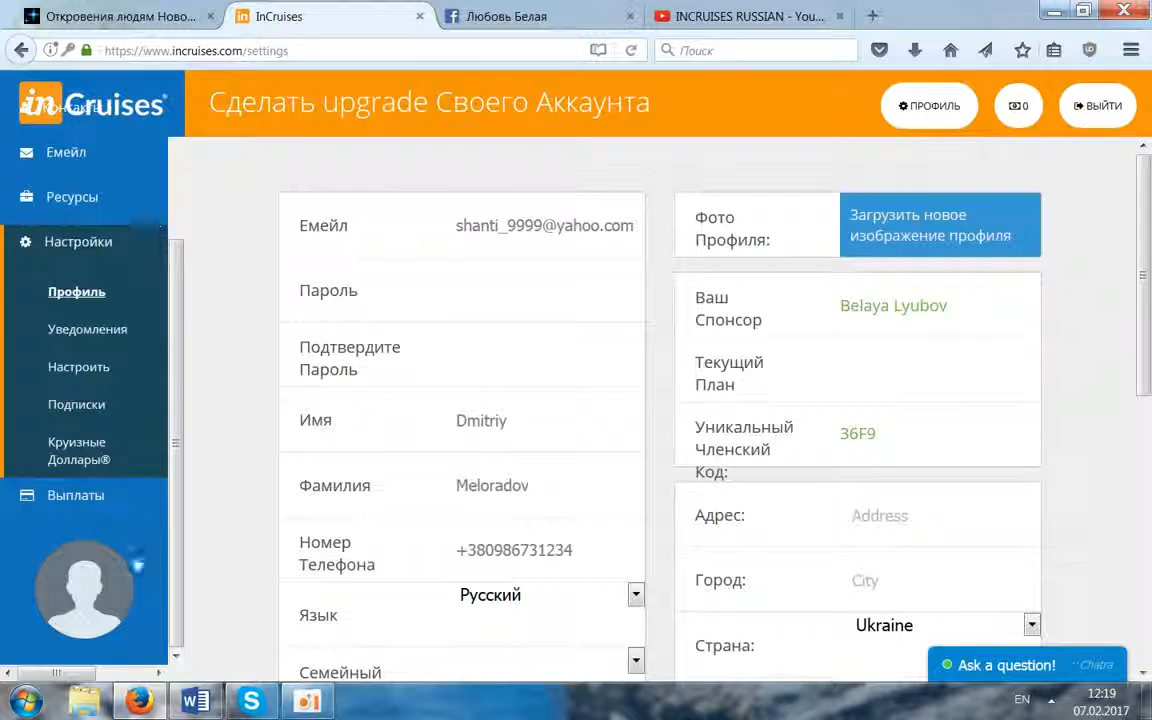 Откровения людям Ново...
InCruises
Любовь Белая
INCRUISES RUSSIAN - You...
https://www.incruises.com/settings
Поиск
inCruises
Сделать upgrade Своего Аккаунта
ПРОФИЛЬ
0
ВЫЙТИ
Емейл
Ресурсы
Настройки
Профиль
Уведомления
Настроить
Подписки
Круизные
Доллары®
Выплаты
Емейл shanti_9999@yahoo.com
Пароль
Подтвердите
Пароль
Имя Dmitriy
Фамилия Meloradov
Номер
Телефона +380986731234
Русский
Язык
Семейный
Фото
Профиля:
Загрузить новое
изображение профиля
Ваш
Спонсор Belaya Lyubov
Текущий
План
Уникальный
Членский 36F9
Код:
Адрес: Address
Город: City
Ukraine
Страна:
Ask a question! Chatra
EN
12:19
07.02.2017